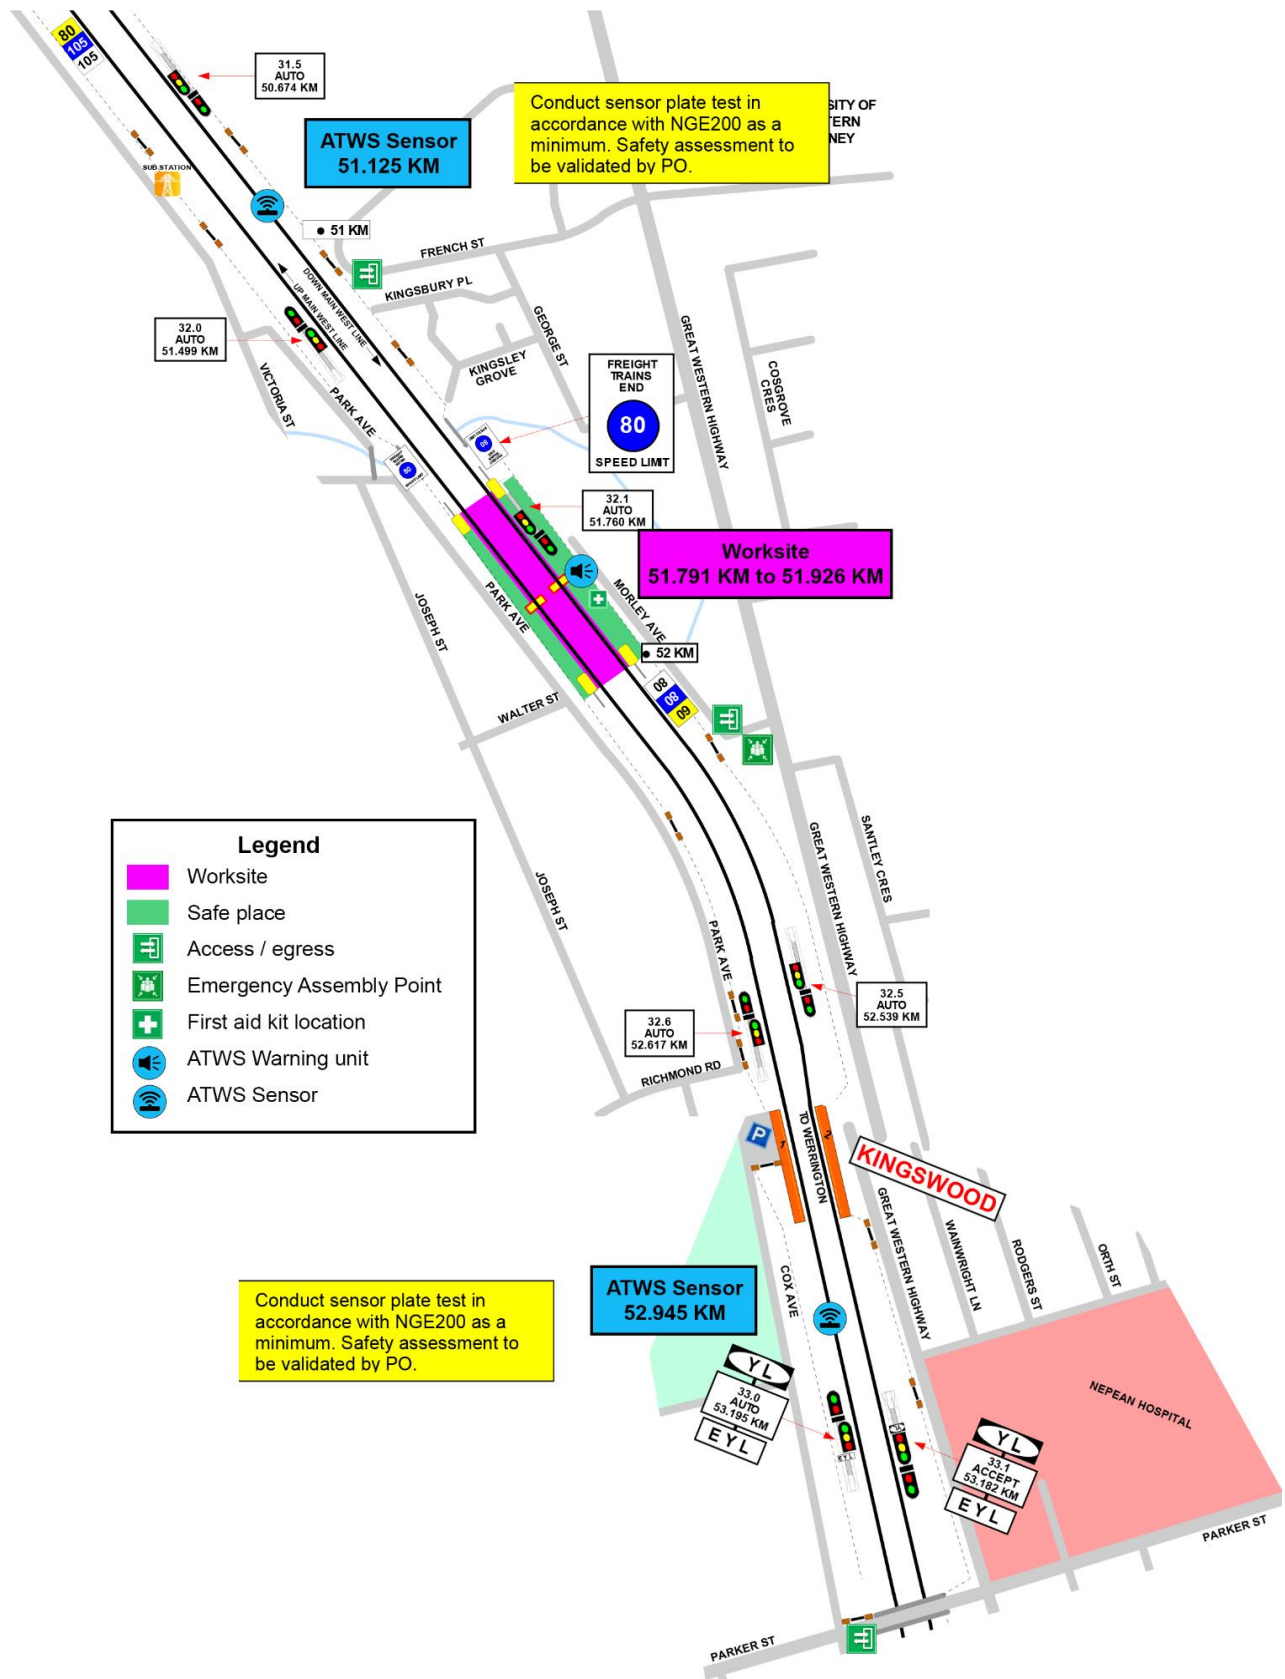 80
105
105
31.5
AUTO
50.674 KM
ATWS Sensor
51.125 KM
Conduct sensor plate test in
accordance with NGE200 as a
minimum. Safety assessment to
be validated by PO.
SITY OF
TERN
NEY
SUB STATION
51 KM
FRENCH ST
KINGSBURY PL
DOWN MAIN WEST LINE
UP MAIN WEST LINE
32.0
AUTO
51.499 KM
VICTORIA ST
PARK AVE
GEORGE ST
KINGSLEY
GROVE
GREAT WESTERN HIGHWAY
COSGROVE
CRES
FREIGHT
TRAINS
END
80
SPEED LIMIT
80
80
32.1
AUTO
51.760 KM
Worksite
51.791 KM to 51.926 KM
JOSEPH ST
PARK AVE
MORLEY AVE
52 KM
80
80
60
WALTER ST
Legend
Worksite
Safe place
Access / egress
Emergency Assembly Point
First aid kit location
ATWS Warning unit
ATWS Sensor
JOSEPH ST
PARK AVE
GREAT WESTERN HIGHWAY
SANTLEY CRES
32.5
AUTO
52.539 KM
32.6
AUTO
52.617 KM
RICHMOND RD
P
1
TO WERRINGTON
2
KINGSWOOD
GREAT WESTERN HIGHWAY
WAINWRIGHT LN
RODGERS ST
ORTH ST
COX AVE
ATWS Sensor
52.945 KM
Conduct sensor plate test in
accordance with NGE200 as a
minimum. Safety assessment to
be validated by PO.
YL
33.0
AUTO
53.195 KM
EYL
EYL
YL
33.1
ACCEPT
53.182 KM
EYL
NEPEAN HOSPITAL
PARKER ST
PARKER ST